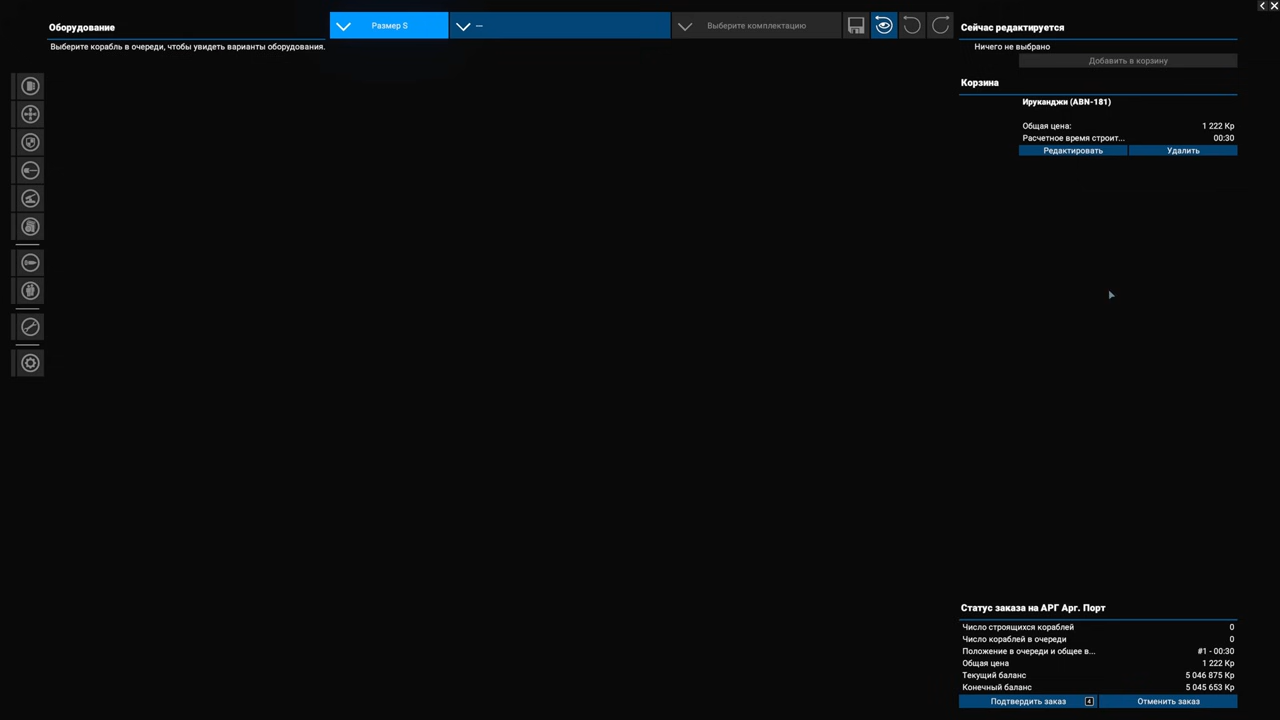 Оборудование
Выберите корабль в очереди, чтобы увидеть варианты оборудования.
Размер S
—
Выберите комплектацию
Сейчас редактируется
Ничего не выбрано
Добавить в корзину
Корзина
Ируканджи (ABN-181)
Общая цена: 1 222 Кр
Расчетное время строит... 00:30
Редактировать Удалить
Статус заказа на АРГ Арг. Порт
Число строящихся кораблей 0
Число кораблей в очереди 0
Положение в очереди и общее в... #1 - 00:30
Общая цена 1 222 Кр
Текущий баланс 5 046 875 Кр
Конечный баланс 5 045 653 Кр
Подтвердить заказ 4 Отменить заказ